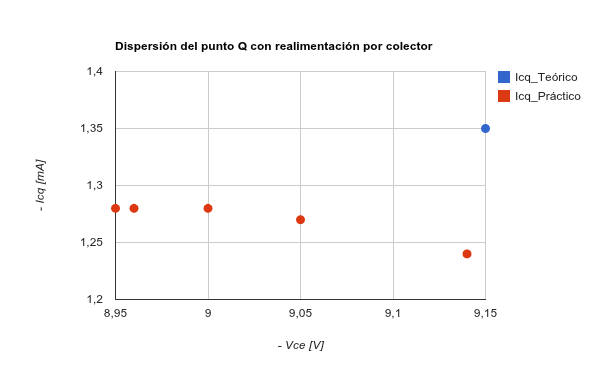 Dispersión del punto Q con realimentación por colector
1,4
1,35
1,3
1,25
1,2
- Icq [mA]
8,95
9
9,05
9,1
9,15
- Vce [V]
Icq_Teórico
Icq_Práctico